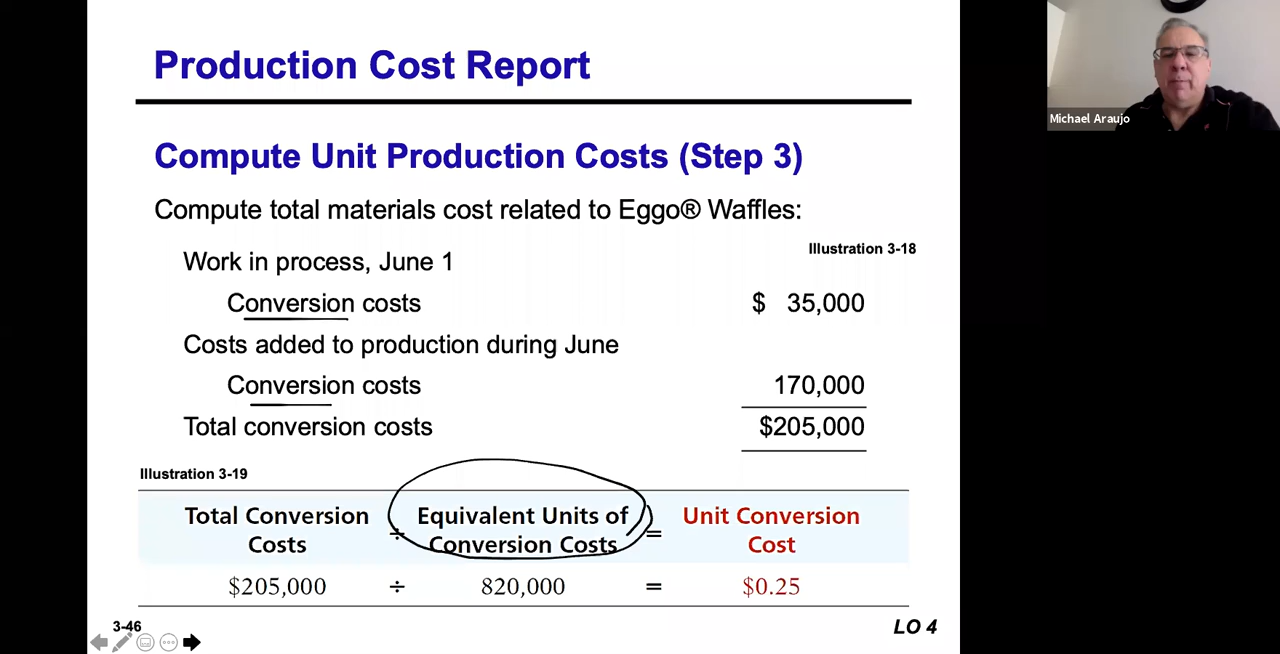 Production Cost Report
Michael Araujo
Compute Unit Production Costs (Step 3)
Compute total materials cost related to Eggo® Waffles:
Illustration 3-18
Work in process, June 1
Conversion costs $ 35,000
Costs added to production during June
Conversion costs 170,000
Total conversion costs $205,000
Illustration 3-19
Total Conversion Costs ÷ Equivalent Units of Conversion Costs = Unit Conversion Cost
$205,000 ÷ 820,000 = $0.25
3-46
LO 4